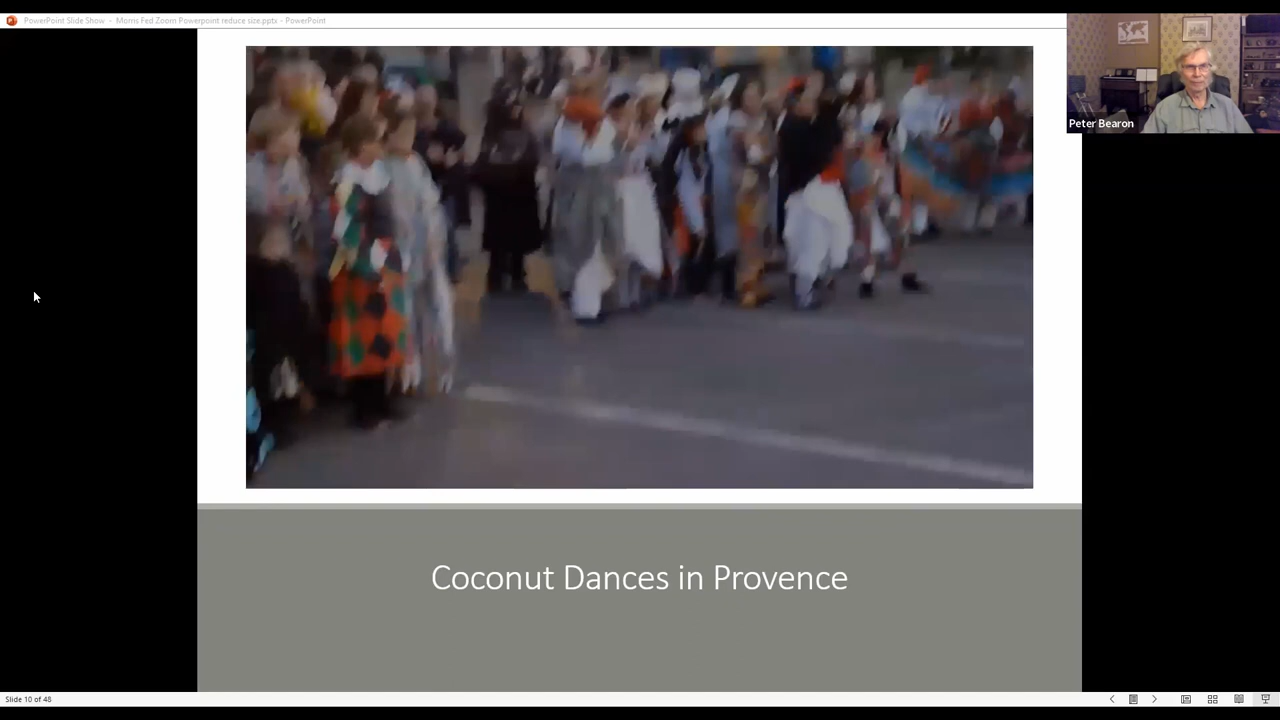 PowerPoint Slide Show - Morris Fed Zoom Powerpoint reduce size.pptx - PowerPoint
Peter Bearon
Coconut Dances in Provence
Slide 10 of 48